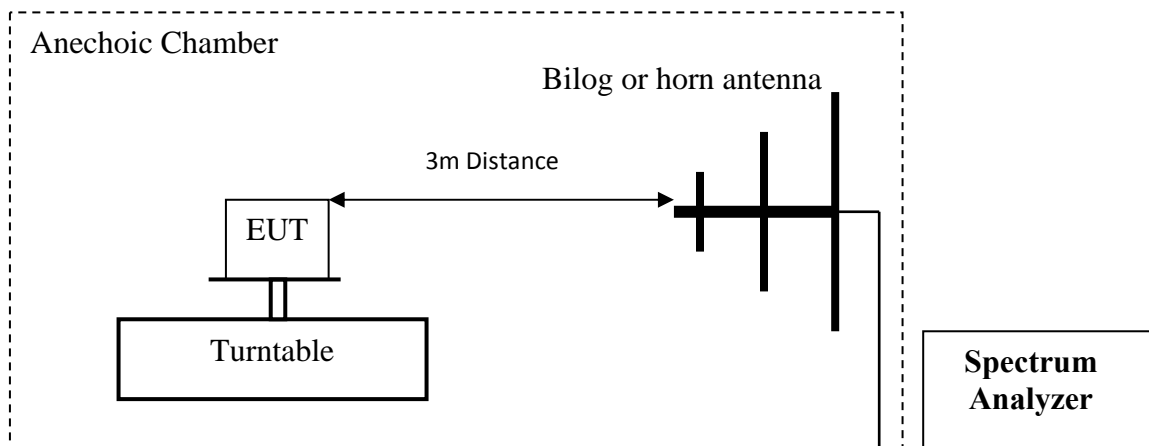 Anechoic Chamber
Bilog or horn antenna
3m Distance
EUT
Turntable
Spectrum
Analyzer